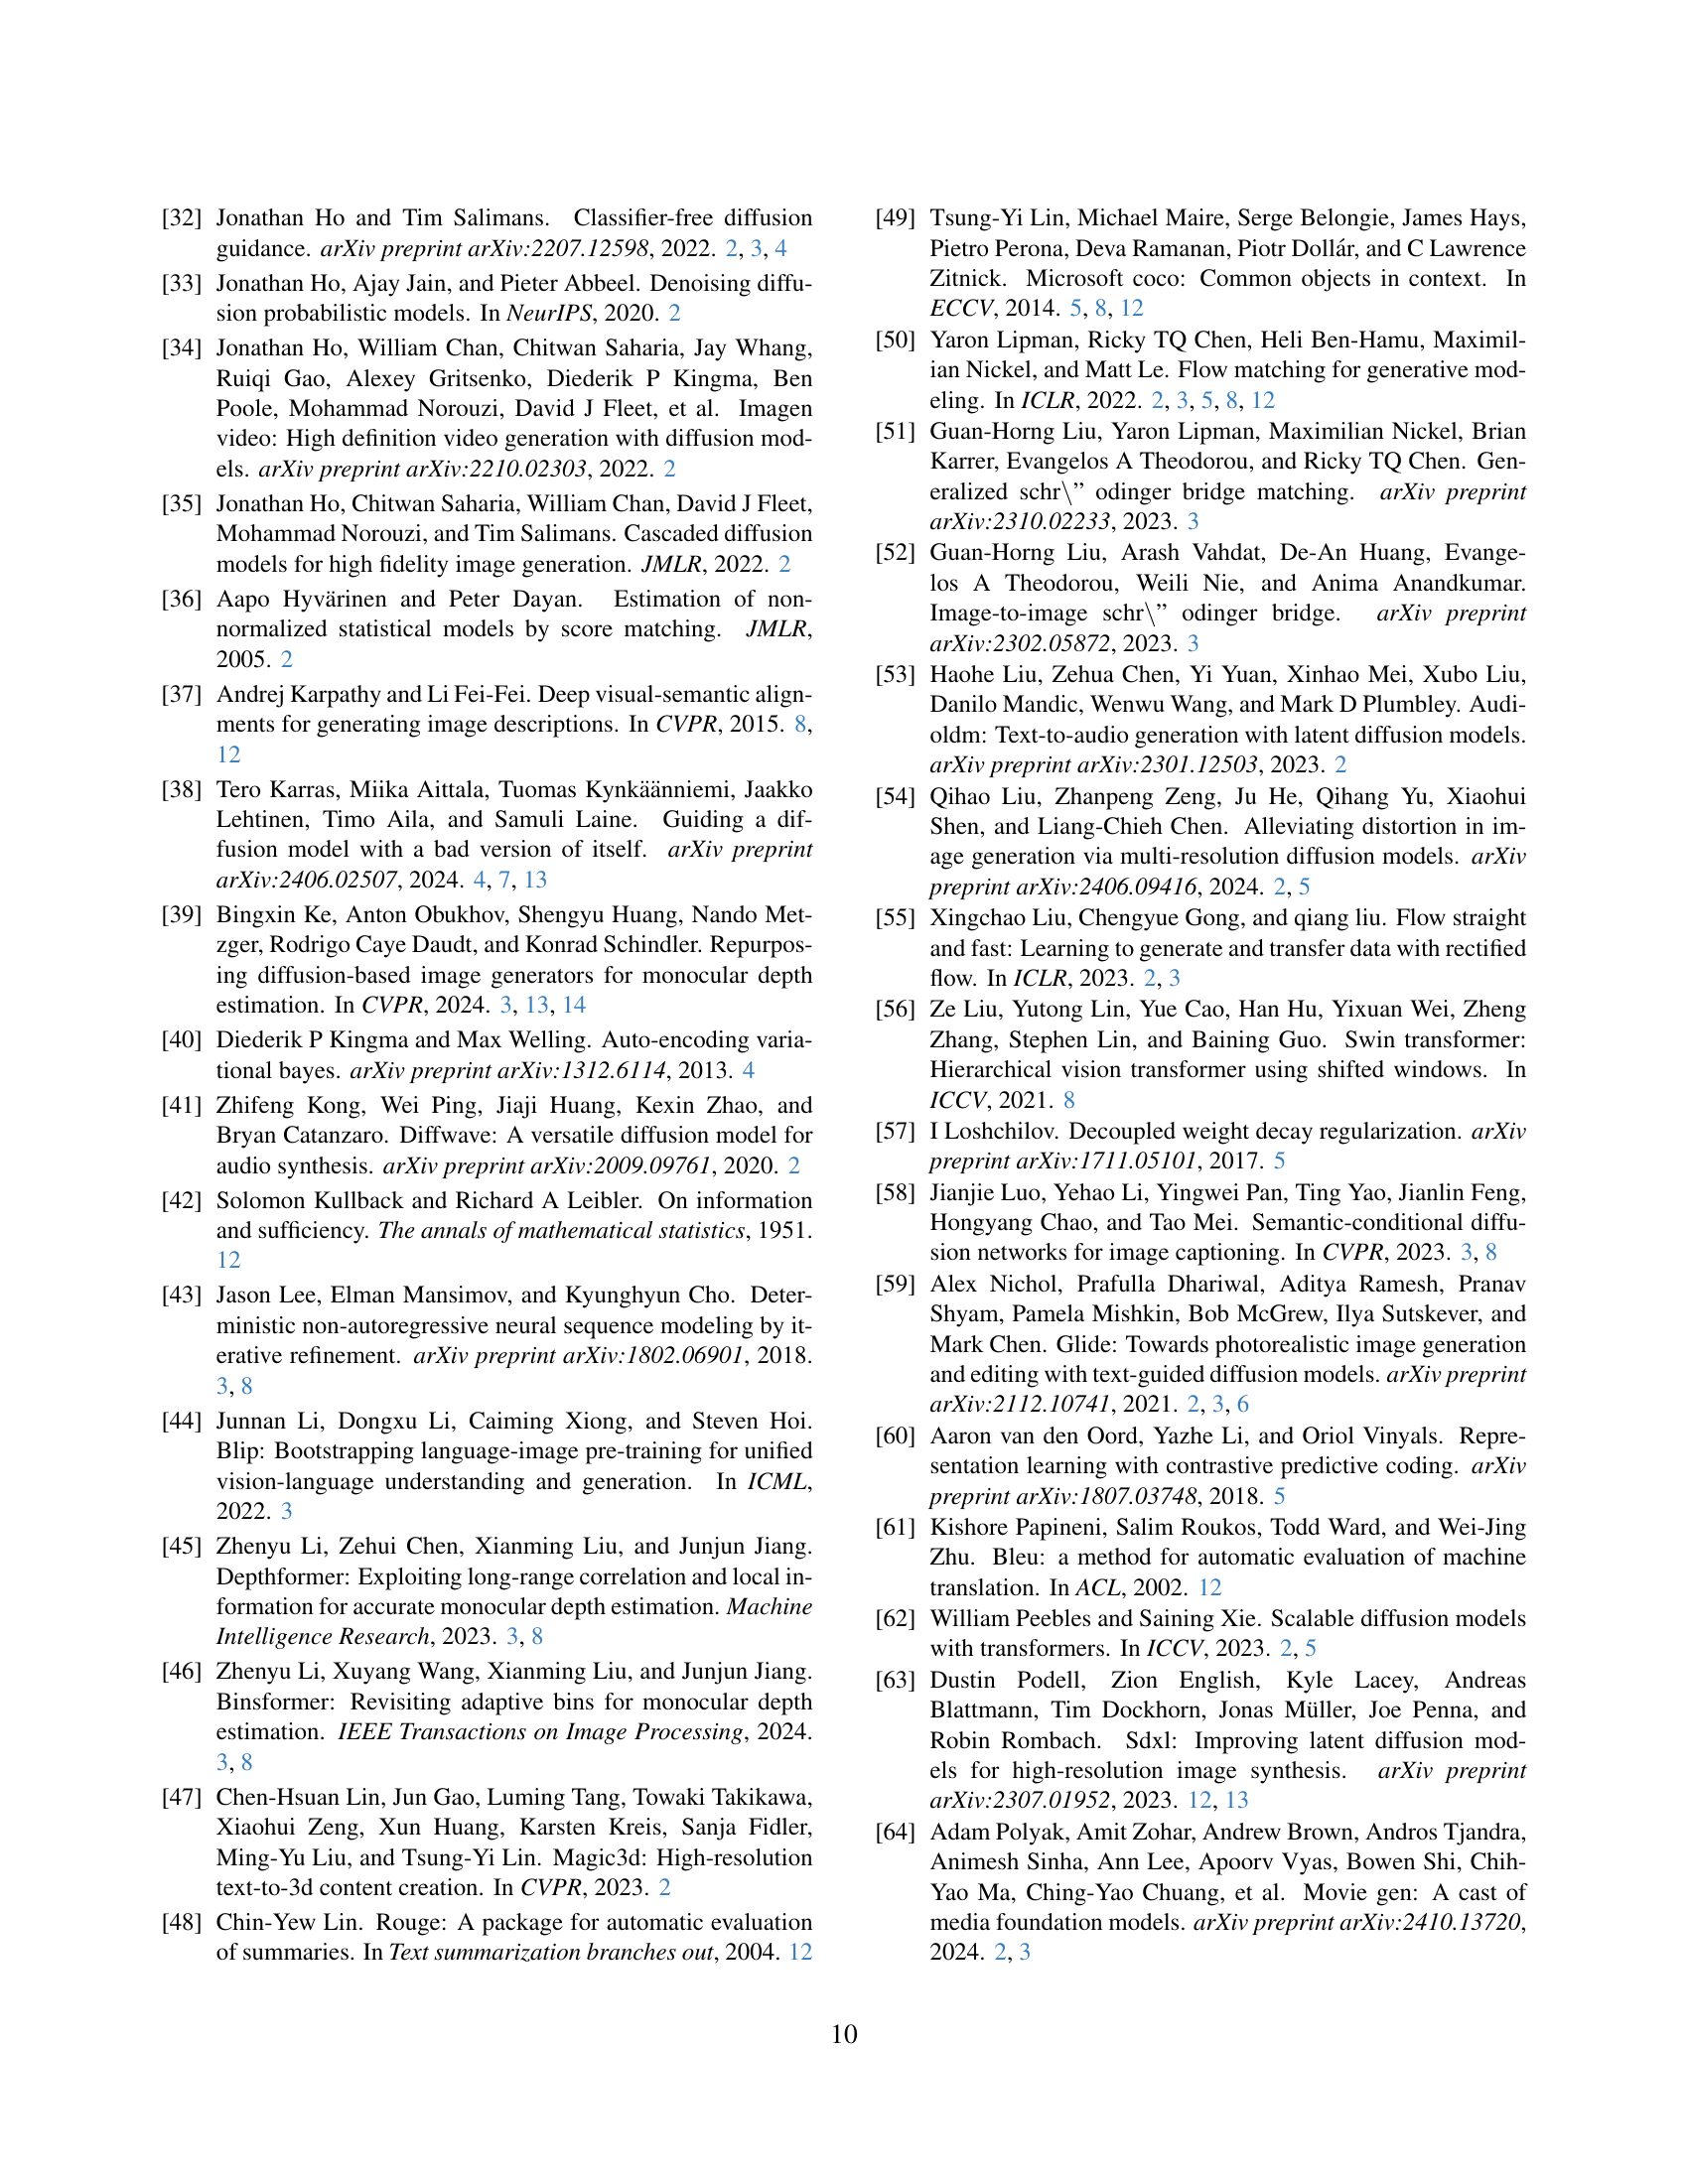 [32] Jonathan Ho and Tim Salimans. Classifier-free diffusion
guidance. arXiv preprint arXiv:2207.12598, 2022. 2, 3, 4
[33] Jonathan Ho, Ajay Jain, and Pieter Abbeel. Denoising diffu-
sion probabilistic models. In NeurIPS, 2020. 2
[34] Jonathan Ho, William Chan, Chitwan Saharia, Jay Whang,
Ruiqi Gao, Alexey Gritsenko, Diederik P Kingma, Ben
Poole, Mohammad Norouzi, David J Fleet, et al. Imagen
video: High definition video generation with diffusion mod-
els. arXiv preprint arXiv:2210.02303, 2022. 2
[35] Jonathan Ho, Chitwan Saharia, William Chan, David J Fleet,
Mohammad Norouzi, and Tim Salimans. Cascaded diffusion
models for high fidelity image generation. JMLR, 2022. 2
[36] Aapo Hyvärinen and Peter Dayan. Estimation of non-
normalized statistical models by score matching. JMLR,
2005. 2
[37] Andrej Karpathy and Li Fei-Fei. Deep visual-semantic align-
ments for generating image descriptions. In CVPR, 2015. 8,
12
[38] Tero Karras, Miika Aittala, Tuomas Kynkäänniemi, Jaakko
Lehtinen, Timo Aila, and Samuli Laine. Guiding a dif-
fusion model with a bad version of itself. arXiv preprint
arXiv:2406.02507, 2024. 4, 7, 13
[39] Bingxin Ke, Anton Obukhov, Shengyu Huang, Nando Met-
zger, Rodrigo Caye Daudt, and Konrad Schindler. Repurpos-
ing diffusion-based image generators for monocular depth
estimation. In CVPR, 2024. 3, 13, 14
[40] Diederik P Kingma and Max Welling. Auto-encoding varia-
tional bayes. arXiv preprint arXiv:1312.6114, 2013. 4
[41] Zhifeng Kong, Wei Ping, Jiaji Huang, Kexin Zhao, and
Bryan Catanzaro. Diffwave: A versatile diffusion model for
audio synthesis. arXiv preprint arXiv:2009.09761, 2020. 2
[42] Solomon Kullback and Richard A Leibler. On information
and sufficiency. The annals of mathematical statistics, 1951.
12
[43] Jason Lee, Elman Mansimov, and Kyunghyun Cho. Deter-
ministic non-autoregressive neural sequence modeling by it-
erative refinement. arXiv preprint arXiv:1802.06901, 2018.
3, 8
[44] Junnan Li, Dongxu Li, Caiming Xiong, and Steven Hoi.
Blip: Bootstrapping language-image pre-training for unified
vision-language understanding and generation. In ICML,
2022. 3
[45] Zhenyu Li, Zehui Chen, Xianming Liu, and Junjun Jiang.
Depthformer: Exploiting long-range correlation and local in-
formation for accurate monocular depth estimation. Machine
Intelligence Research, 2023. 3, 8
[46] Zhenyu Li, Xuyang Wang, Xianming Liu, and Junjun Jiang.
Binsformer: Revisiting adaptive bins for monocular depth
estimation. IEEE Transactions on Image Processing, 2024.
3, 8
[47] Chen-Hsuan Lin, Jun Gao, Luming Tang, Towaki Takikawa,
Xiaohui Zeng, Xun Huang, Karsten Kreis, Sanja Fidler,
Ming-Yu Liu, and Tsung-Yi Lin. Magic3d: High-resolution
text-to-3d content creation. In CVPR, 2023. 2
[48] Chin-Yew Lin. Rouge: A package for automatic evaluation
of summaries. In Text summarization branches out, 2004. 12
[49] Tsung-Yi Lin, Michael Maire, Serge Belongie, James Hays,
Pietro Perona, Deva Ramanan, Piotr Dollár, and C Lawrence
Zitnick. Microsoft coco: Common objects in context. In
ECCV, 2014. 5, 8, 12
[50] Yaron Lipman, Ricky TQ Chen, Heli Ben-Hamu, Maximil-
ian Nickel, and Matt Le. Flow matching for generative mod-
eling. In ICLR, 2022. 2, 3, 5, 8, 12
[51] Guan-Horng Liu, Yaron Lipman, Maximilian Nickel, Brian
Karrer, Evangelos A Theodorou, and Ricky TQ Chen. Gen-
eralized schr\” odinger bridge matching. arXiv preprint
arXiv:2310.02233, 2023. 3
[52] Guan-Horng Liu, Arash Vahdat, De-An Huang, Evange-
los A Theodorou, Weili Nie, and Anima Anandkumar.
Image-to-image schr\” odinger bridge. arXiv preprint
arXiv:2302.05872, 2023. 3
[53] Haohe Liu, Zehua Chen, Yi Yuan, Xinhao Mei, Xubo Liu,
Danilo Mandic, Wenwu Wang, and Mark D Plumbley. Audi-
oldm: Text-to-audio generation with latent diffusion models.
arXiv preprint arXiv:2301.12503, 2023. 2
[54] Qihao Liu, Zhanpeng Zeng, Ju He, Qihang Yu, Xiaohui
Shen, and Liang-Chieh Chen. Alleviating distortion in im-
age generation via multi-resolution diffusion models. arXiv
preprint arXiv:2406.09416, 2024. 2, 5
[55] Xingchao Liu, Chengyue Gong, and qiang liu. Flow straight
and fast: Learning to generate and transfer data with rectified
flow. In ICLR, 2023. 2, 3
[56] Ze Liu, Yutong Lin, Yue Cao, Han Hu, Yixuan Wei, Zheng
Zhang, Stephen Lin, and Baining Guo. Swin transformer:
Hierarchical vision transformer using shifted windows. In
ICCV, 2021. 8
[57] I Loshchilov. Decoupled weight decay regularization. arXiv
preprint arXiv:1711.05101, 2017. 5
[58] Jianjie Luo, Yehao Li, Yingwei Pan, Ting Yao, Jianlin Feng,
Hongyang Chao, and Tao Mei. Semantic-conditional diffu-
sion networks for image captioning. In CVPR, 2023. 3, 8
[59] Alex Nichol, Prafulla Dhariwal, Aditya Ramesh, Pranav
Shyam, Pamela Mishkin, Bob McGrew, Ilya Sutskever, and
Mark Chen. Glide: Towards photorealistic image generation
and editing with text-guided diffusion models. arXiv preprint
arXiv:2112.10741, 2021. 2, 3, 6
[60] Aaron van den Oord, Yazhe Li, and Oriol Vinyals. Repre-
sentation learning with contrastive predictive coding. arXiv
preprint arXiv:1807.03748, 2018. 5
[61] Kishore Papineni, Salim Roukos, Todd Ward, and Wei-Jing
Zhu. Bleu: a method for automatic evaluation of machine
translation. In ACL, 2002. 12
[62] William Peebles and Saining Xie. Scalable diffusion models
with transformers. In ICCV, 2023. 2, 5
[63] Dustin Podell, Zion English, Kyle Lacey, Andreas
Blattmann, Tim Dockhorn, Jonas Müller, Joe Penna, and
Robin Rombach. Sdxl: Improving latent diffusion mod-
els for high-resolution image synthesis. arXiv preprint
arXiv:2307.01952, 2023. 12, 13
[64] Adam Polyak, Amit Zohar, Andrew Brown, Andros Tjandra,
Animesh Sinha, Ann Lee, Apoorv Vyas, Bowen Shi, Chih-
Yao Ma, Ching-Yao Chuang, et al. Movie gen: A cast of
media foundation models. arXiv preprint arXiv:2410.13720,
2024. 2, 3
10